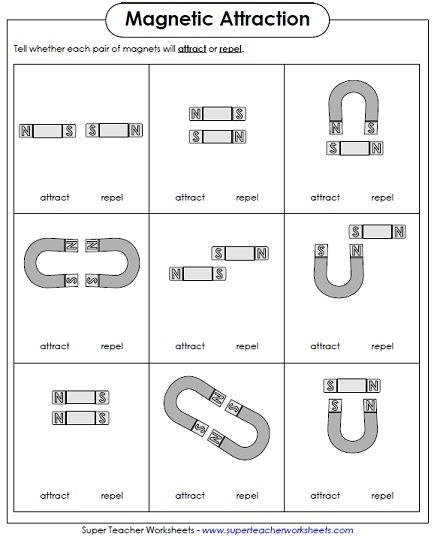 Magnetic Attraction
Tell whether each pair of magnets will attract or repel.
N S S N
attract repel
N S
S N
attract repel
N S
S N
attract repel
N N
S S
attract repel
S N
N S
attract repel
S N
S N
attract repel
N S
N S
attract repel
N S
S N
attract repel
S N
S N
attract repel
Super Teacher Worksheets - www.superteacherworksheets.com